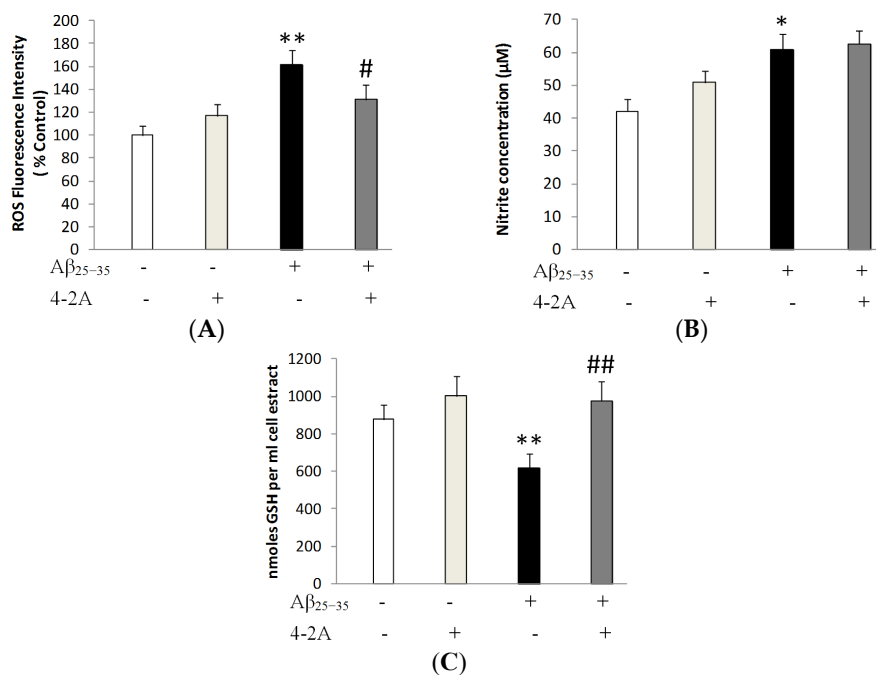 ROS Fluorescence Intensity
( % Control)
200
180
160
140
120
100
80
60
40
20
0
**
#
Aβ25−35 - - + +
4-2A - + - +
(A)
Nitrite concentration (µM)
70
60
50
40
30
20
10
0
*
Aβ25−35 - - + +
4-2A - + - +
(B)
nmoles GSH per ml cell estract
1200
1000
800
600
400
200
0
**
##
Aβ25−35 - - + +
4-2A - + - +
(C)